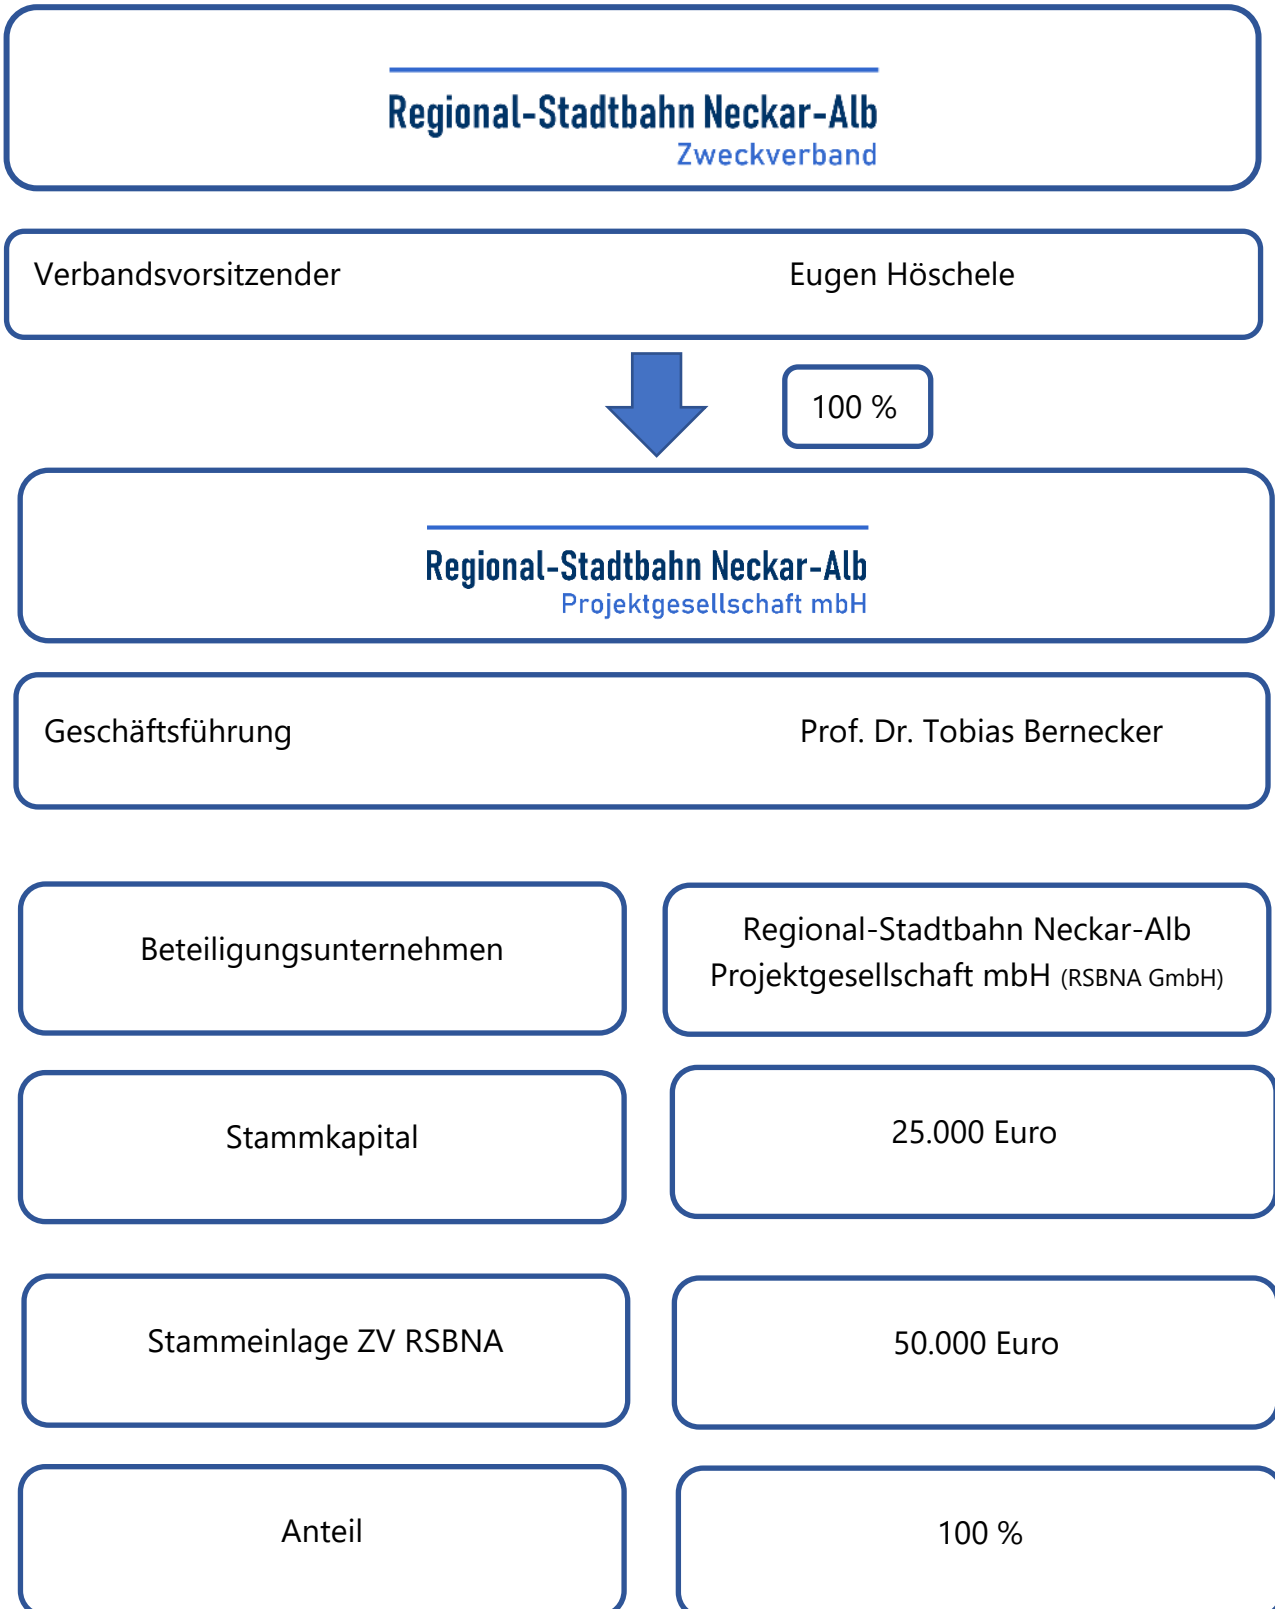 Regional-Stadtbahn Neckar-Alb
Zweckverband
Verbandsvorsitzender Eugen Höschele
100 %
Regional-Stadtbahn Neckar-Alb
Projektgesellschaft mbH
Geschäftsführung Prof. Dr. Tobias Bernecker
Beteiligungsunternehmen
Regional-Stadtbahn Neckar-Alb
Projektgesellschaft mbH (RSBNA GmbH)
Stammkapital
25.000 Euro
Stammeinlage ZV RSBNA
50.000 Euro
Anteil
100 %